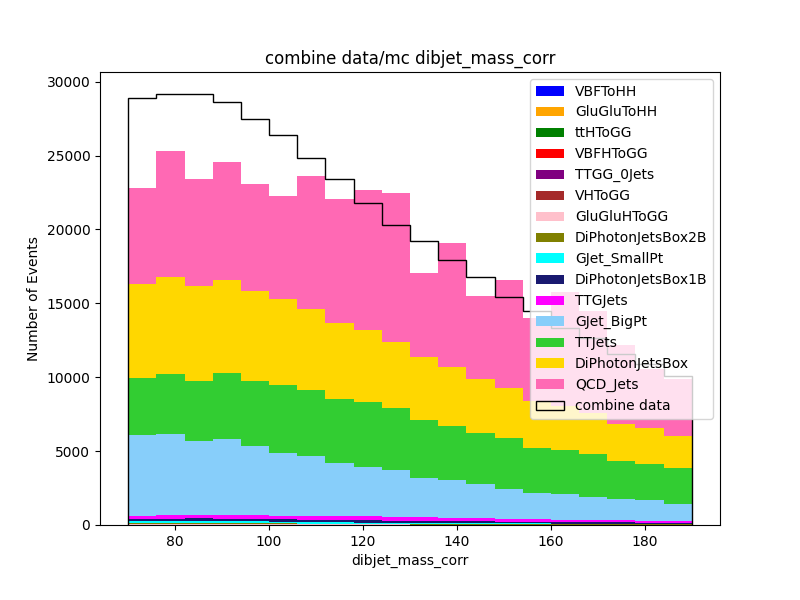 combine data/mc dibjet_mass_corr
30000
25000
20000
15000
10000
5000
0
Number of Events
80
100
120
140
160
180
dibjet_mass_corr
VBFToHH
GluGluToHH
ttHToGG
VBFHToGG
TTGG_0Jets
VHToGG
GluGluHToGG
DiPhotonJetsBox2B
GJet_SmallPt
DiPhotonJetsBox1B
TTGJets
GJet_BigPt
TTJets
DiPhotonJetsBox
QCD_Jets
combine data